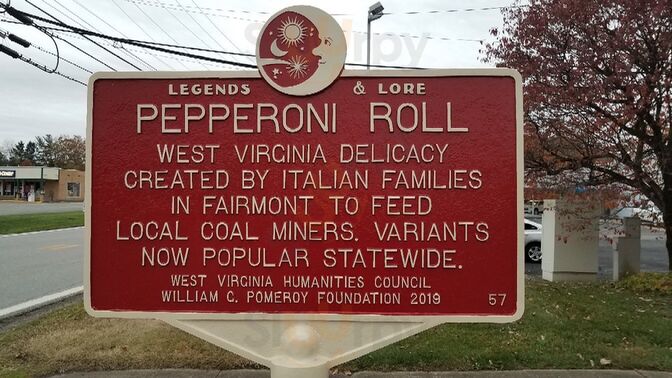 LEGENDS & LORE
PEPPERONI ROLL
WEST VIRGINIA DELICACY
CREATED BY ITALIAN FAMILIES
IN FAIRMONT TO FEED
LOCAL COAL MINERS. VARIANTS
NOW POPULAR STATEWIDE.
WEST VIRGINIA HUMANITIES COUNCIL
WILLIAM G. POMEROY FOUNDATION 2019 57